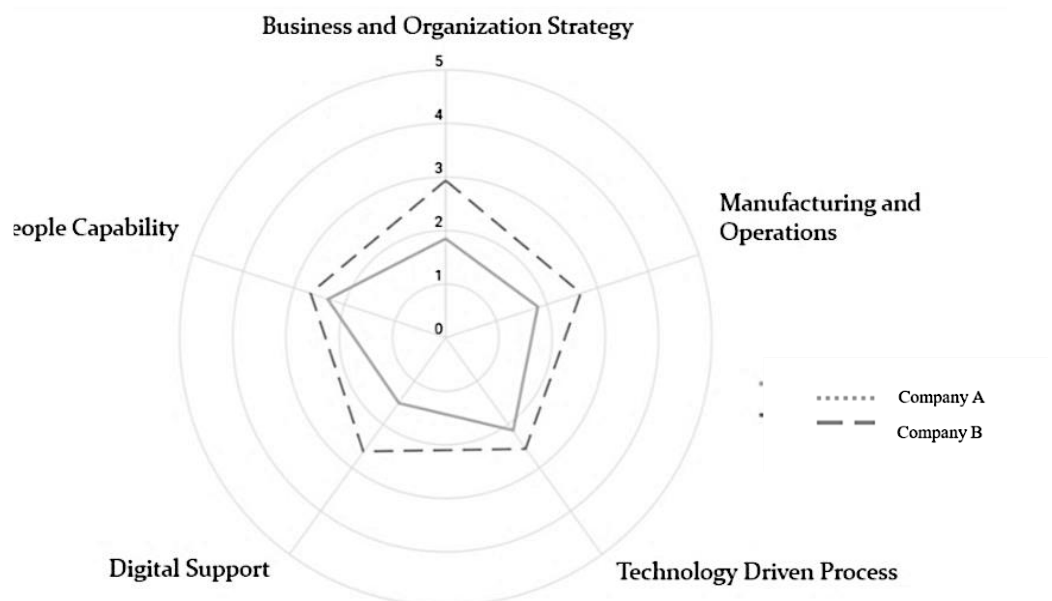 Business and Organization Strategy
5
4
3
2
1
0
Manufacturing and
Operations
eople Capability
Digital Support
Technology Driven Process
Company A
Company B